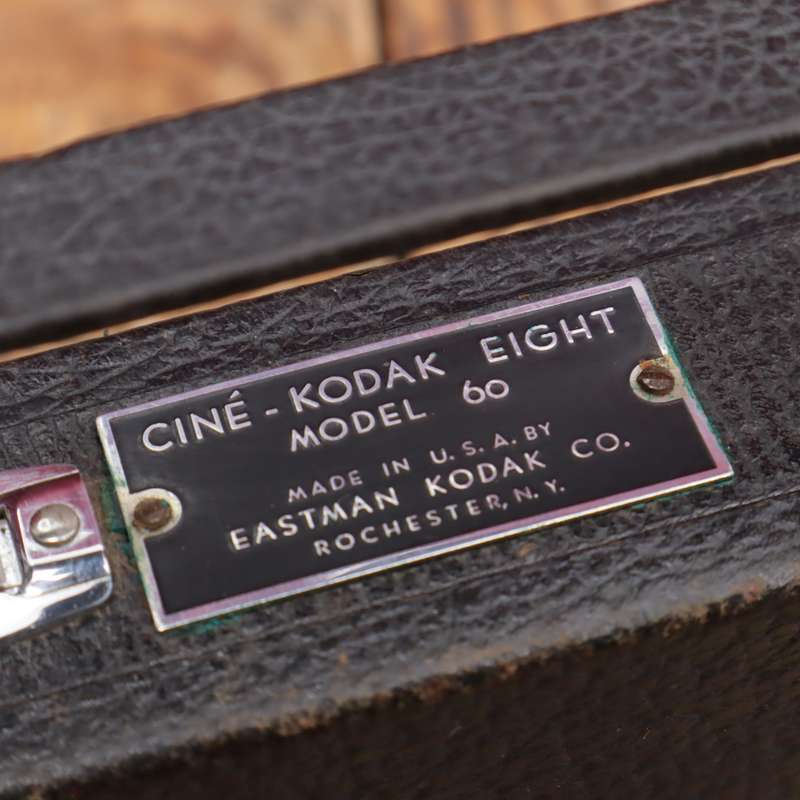 CINÉ - KODAK EIGHT
MODEL 60
MADE IN U.S.A. BY
EASTMAN KODAK CO.
ROCHESTER, N.Y.